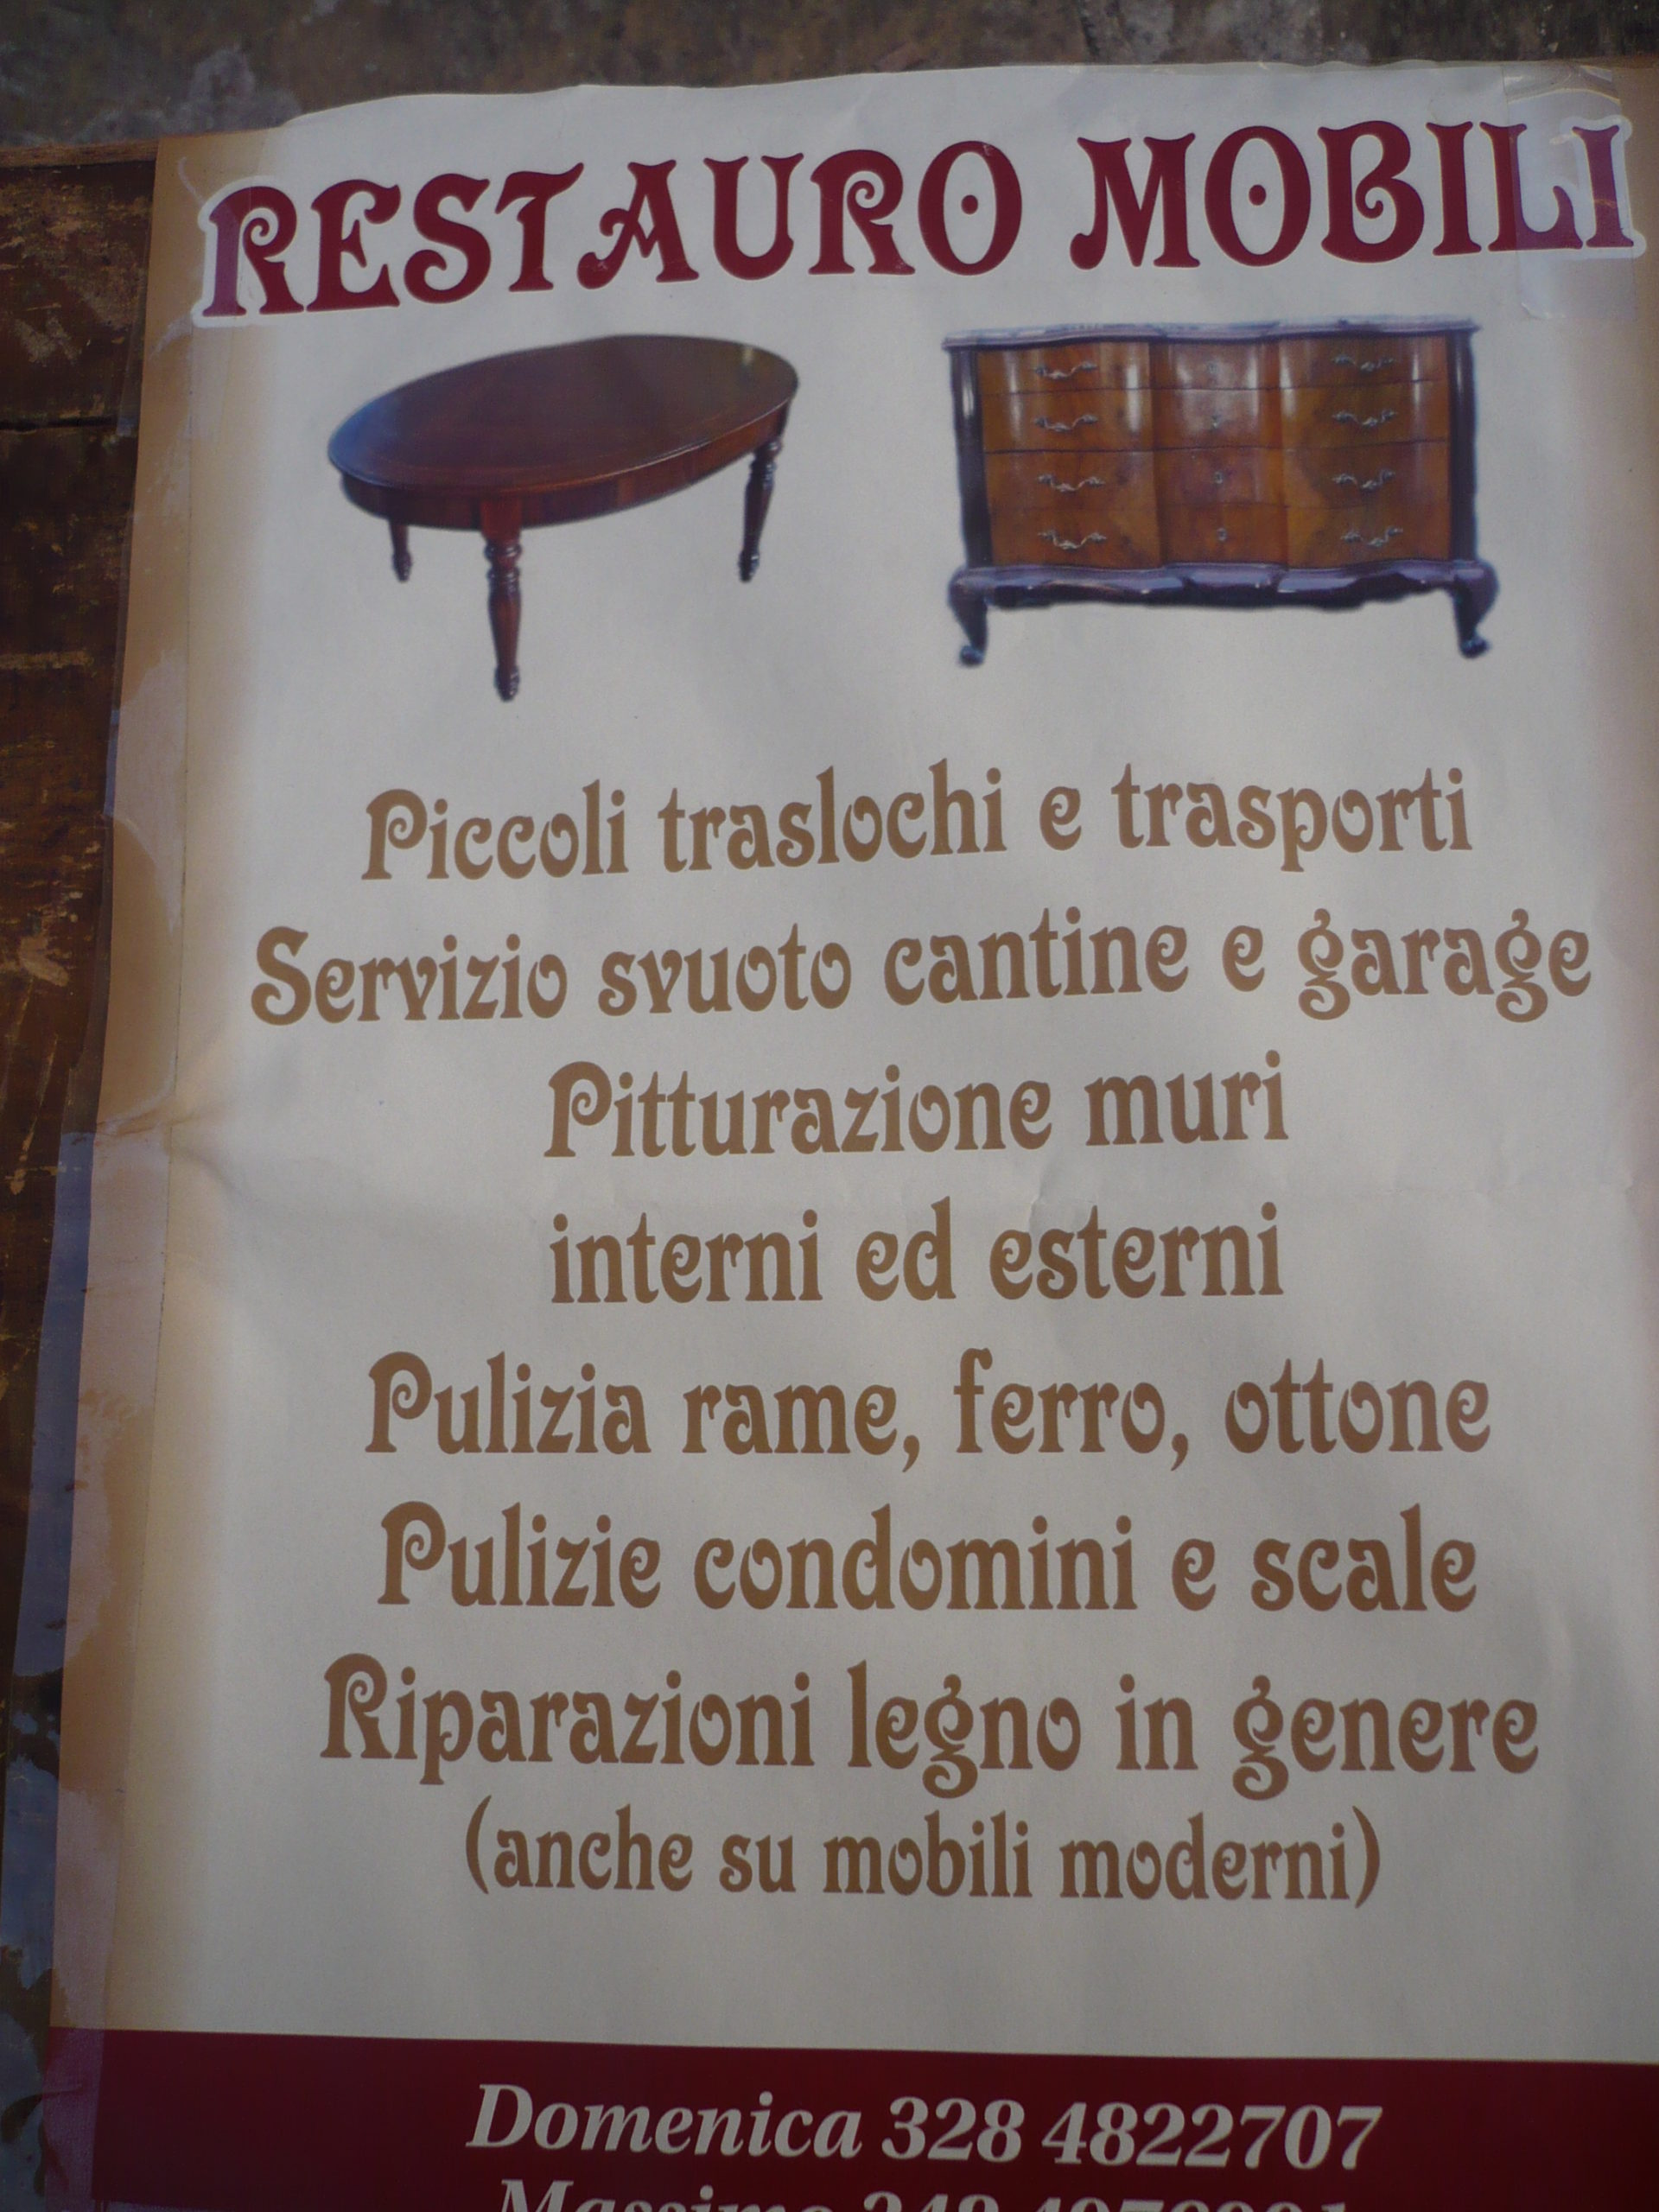 RESTAURO MOBILI
Piccoli traslochi e trasporti
Servizio svuoto cantine e garage
Pitturazione muri
interni ed esterni
Pulizia rame, ferro, ottone
Pulizie condomini e scale
Riparazioni legno in genere
(anche su mobili moderni)
Domenica 328 4822707
Massimo